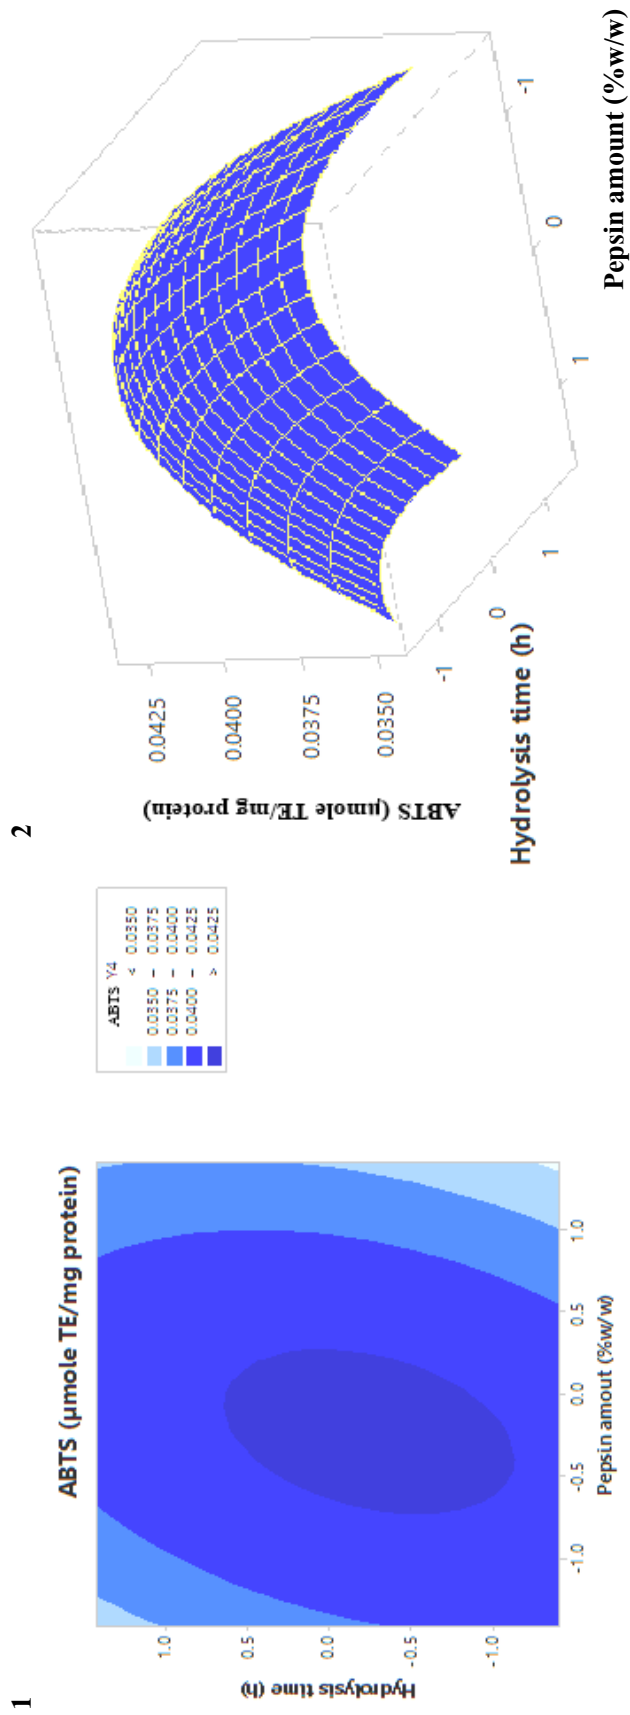 1
ABTS (µmole TE/mg protein)
Hydrolysis time (h)
1.0
0.5
0.0
-0.5
-1.0
-1.0
-0.5
0.0
0.5
1.0
Pepsin amout (%w/w)
ABTS Y4
< 0.0350
0.0350 – 0.0375
0.0375 – 0.0400
0.0400 – 0.0425
> 0.0425
2
ABTS (µmole TE/mg protein)
0.0425
0.0400
0.0375
0.0350
Hydrolysis time (h)
-1
0
1
1
0
-1
Pepsin amount (%w/w)